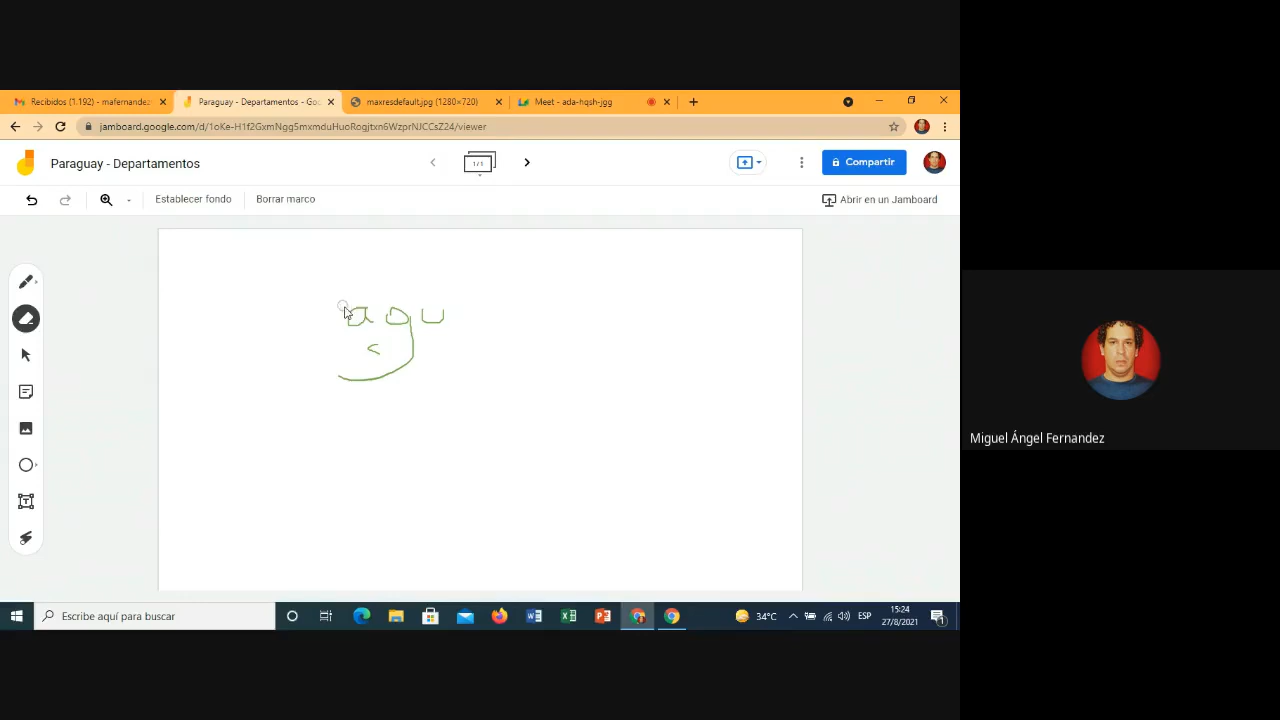 Recibidos (1.192) - mafernandez
Paraguay - Departamentos - Goo
maxresdefault.jpg (1280×720)
Meet - ada-hqsh-jgg
jamboard.google.com/d/1oKe-H1f2GxmNgg5mxmduHuoRogjtxn6WzprNJCCsZ24/viewer
Paraguay - Departamentos
1/1
Compartir
Establecer fondo
Borrar marco
Abrir en un Jamboard
Miguel Ángel Fernandez
Escribe aquí para buscar
34°C
ESP
15:24
27/8/2021
1